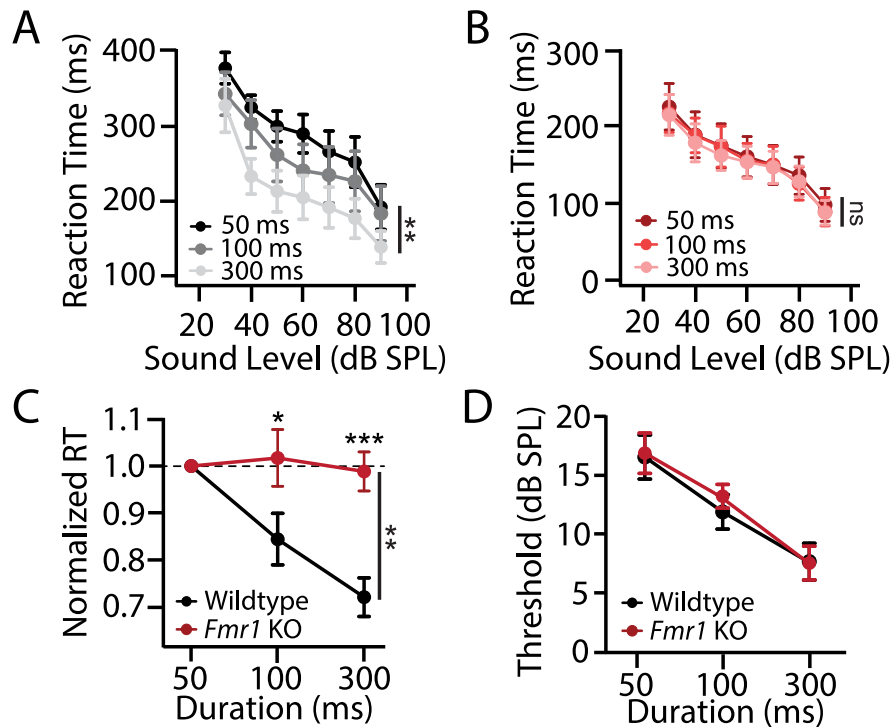 A
Reaction Time (ms)
400
300
200
100
50 ms
100 ms
300 ms
**
20 40 60 80 100
Sound Level (dB SPL)
B
Reaction Time (ms)
300
200
100
0
50 ms
100 ms
300 ms
ns
20 40 60 80 100
Sound Level (dB SPL)
C
Normalized RT
1.1
1.0
0.9
0.8
0.7
*
***
**
Wildtype
Fmr1 KO
50 100 300
Duration (ms)
D
Threshold (dB SPL)
20
15
10
5
0
Wildtype
Fmr1 KO
50 100 300
Duration (ms)